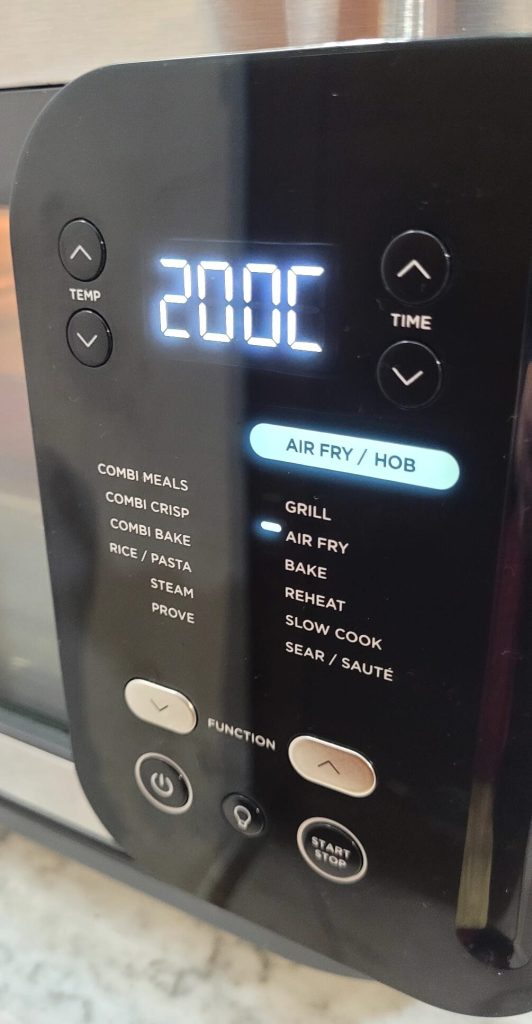 200C
TEMP
TIME
AIR FRY / HOB
COMBI MEALS
COMBI CRISP
COMBI BAKE
RICE / PASTA
STEAM
PROVE
GRILL
AIR FRY
BAKE
REHEAT
SLOW COOK
SEAR / SAUTÉ
FUNCTION
START
STOP